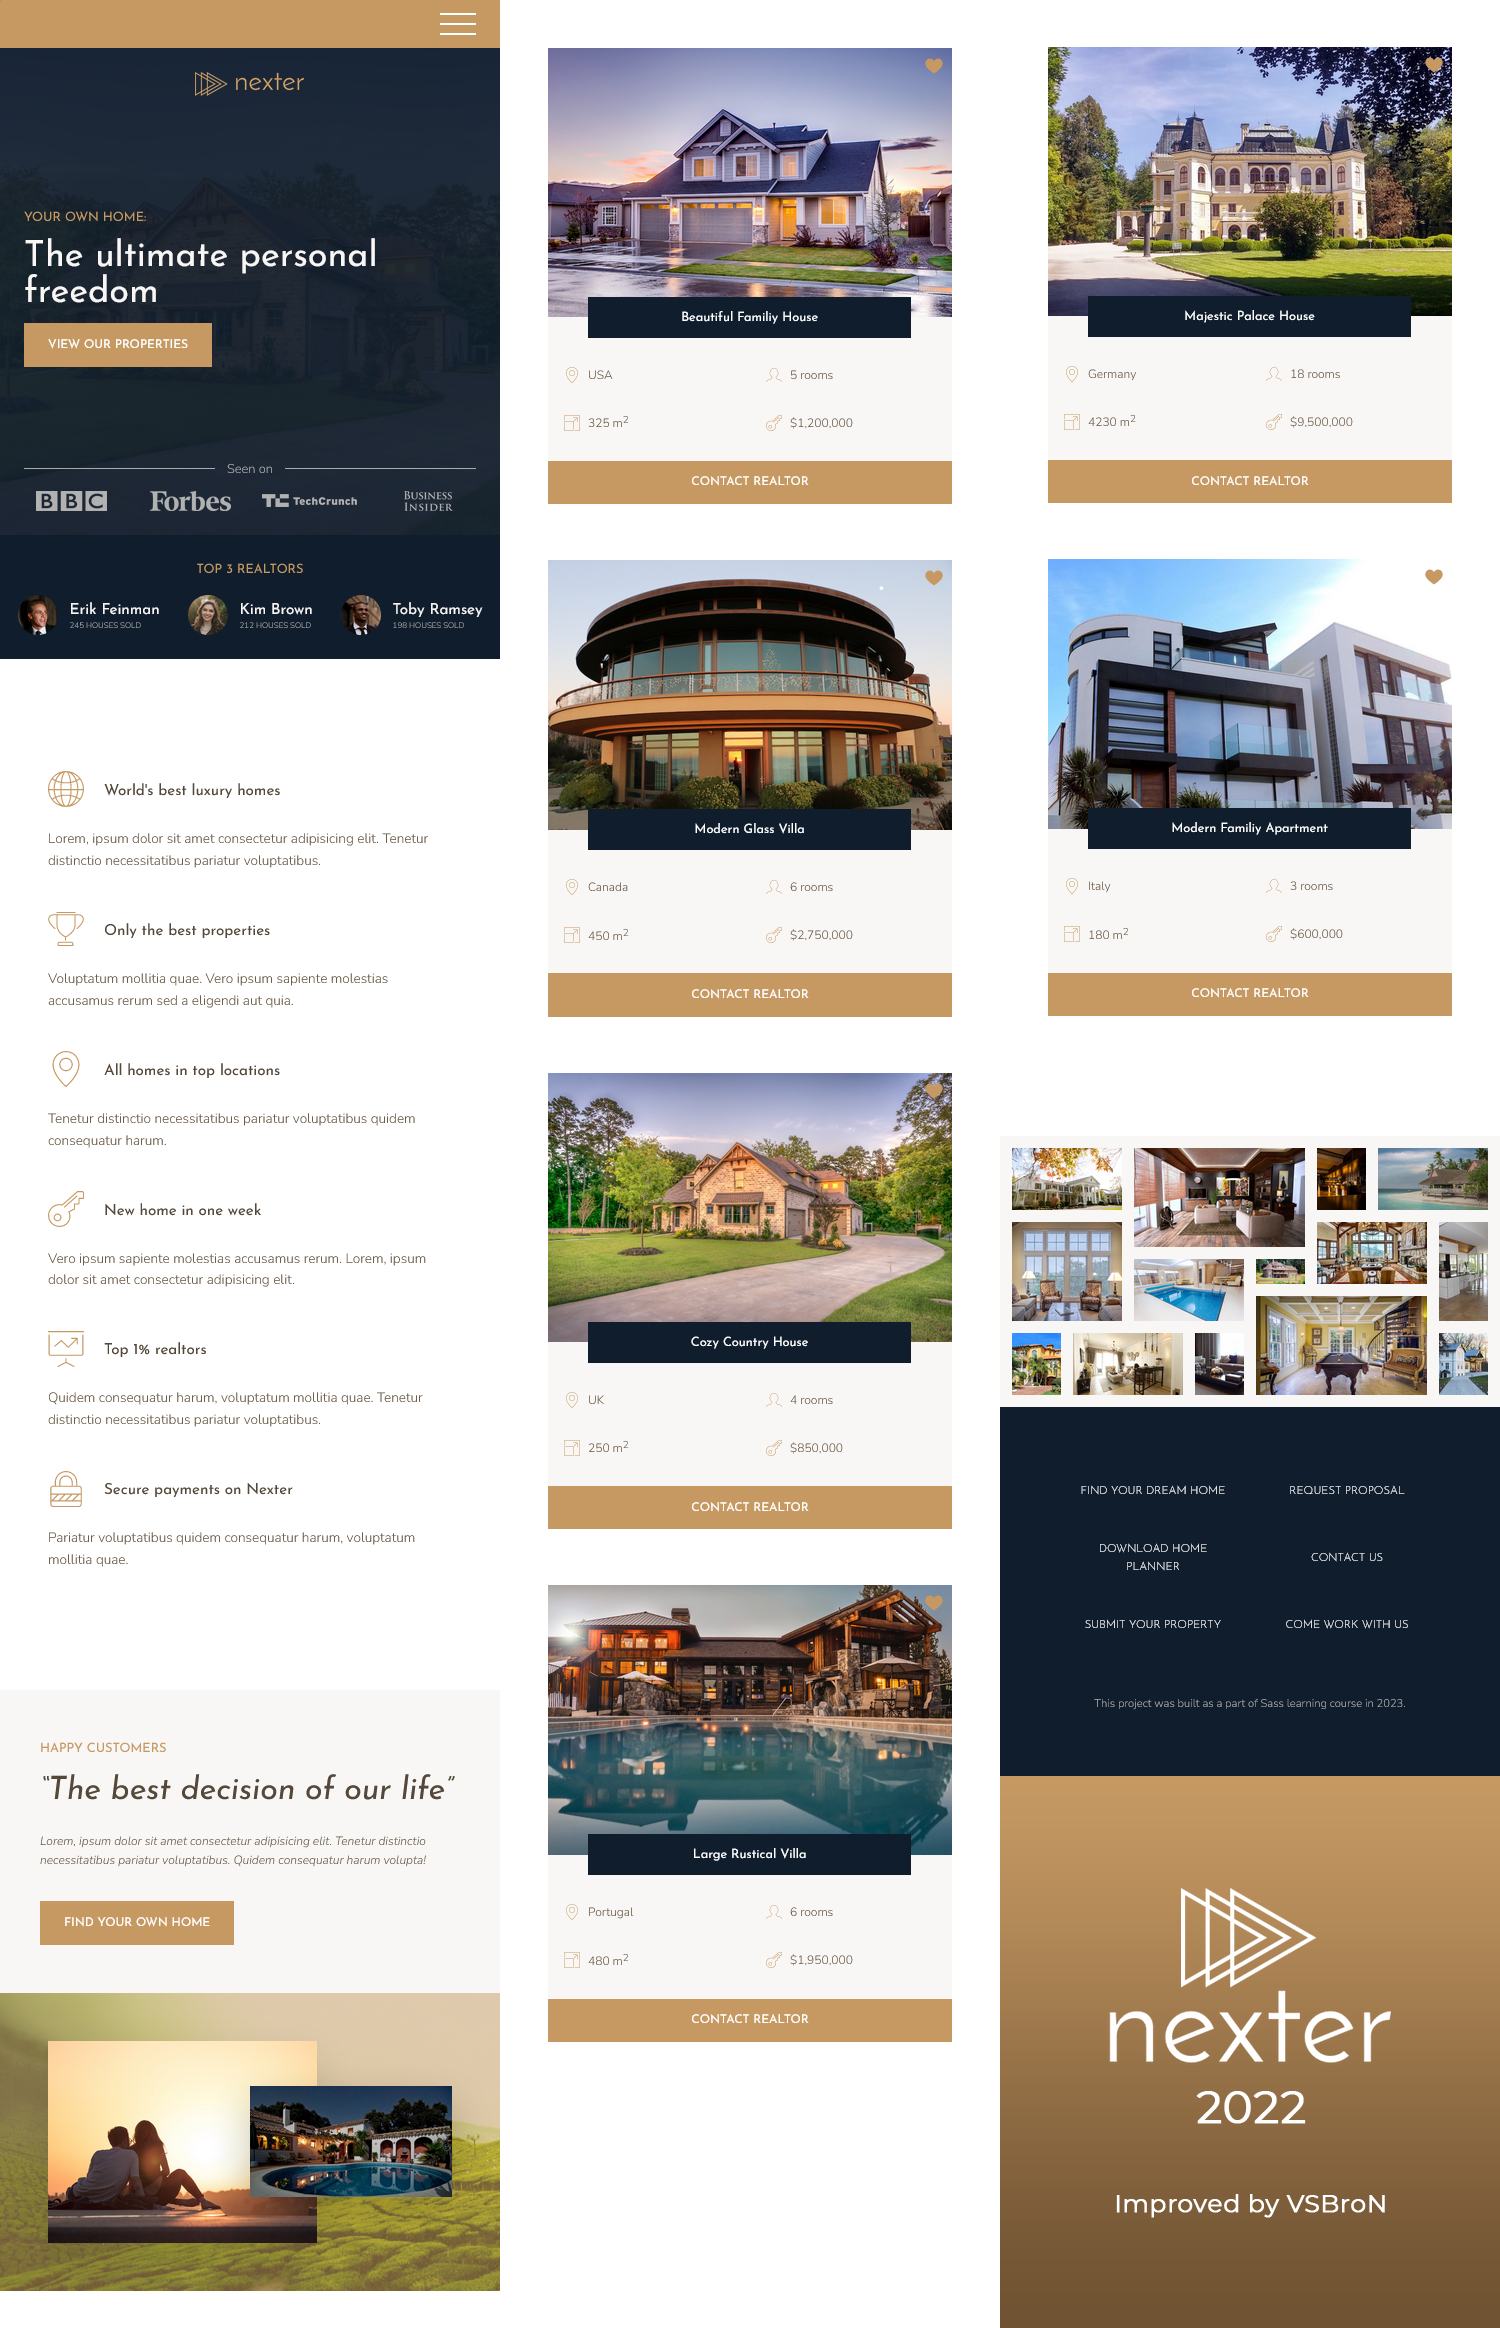 nexter
YOUR OWN HOME:
The ultimate personal
freedom
VIEW OUR PROPERTIES
Seen on
BBC
Forbes
TC TechCrunch
BUSINESS
INSIDER
TOP 3 REALTORS
Erik Feinman
245 HOUSES SOLD
Kim Brown
212 HOUSES SOLD
Toby Ramsey
198 HOUSES SOLD
World's best luxury homes
Lorem, ipsum dolor sit amet consectetur adipisicing elit. Tenetur
distinctio necessitatibus pariatur voluptatibus.
Only the best properties
Voluptatum mollitia quae. Vero ipsum sapiente molestias
accusamus rerum sed a eligendi aut quia.
All homes in top locations
Tenetur distinctio necessitatibus pariatur voluptatibus quidem
consequatur harum.
New home in one week
Vero ipsum sapiente molestias accusamus rerum. Lorem, ipsum
dolor sit amet consectetur adipisicing elit.
Top 1% realtors
Quidem consequatur harum, voluptatum mollitia quae. Tenetur
distinctio necessitatibus pariatur voluptatibus.
Secure payments on Nexter
Pariatur voluptatibus quidem consequatur harum, voluptatum
mollitia quae.
HAPPY CUSTOMERS
“The best decision of our life”
Lorem, ipsum dolor sit amet consectetur adipisicing elit. Tenetur distinctio
necessitatibus pariatur voluptatibus. Quidem consequatur harum volupta!
FIND YOUR OWN HOME
Beautiful Familiy House
USA
5 rooms
325 m²
$1,200,000
CONTACT REALTOR
Modern Glass Villa
Canada
6 rooms
450 m²
$2,750,000
CONTACT REALTOR
Cozy Country House
UK
4 rooms
250 m²
$850,000
CONTACT REALTOR
Large Rustical Villa
Portugal
6 rooms
480 m²
$1,950,000
CONTACT REALTOR
Majestic Palace House
Germany
18 rooms
4230 m²
$9,500,000
CONTACT REALTOR
Modern Familiy Apartment
Italy
3 rooms
180 m²
$600,000
CONTACT REALTOR
FIND YOUR DREAM HOME
REQUEST PROPOSAL
DOWNLOAD HOME
PLANNER
CONTACT US
SUBMIT YOUR PROPERTY
COME WORK WITH US
This project was built as a part of Sass learning course in 2023.
nexter
2022
Improved by VSBroN